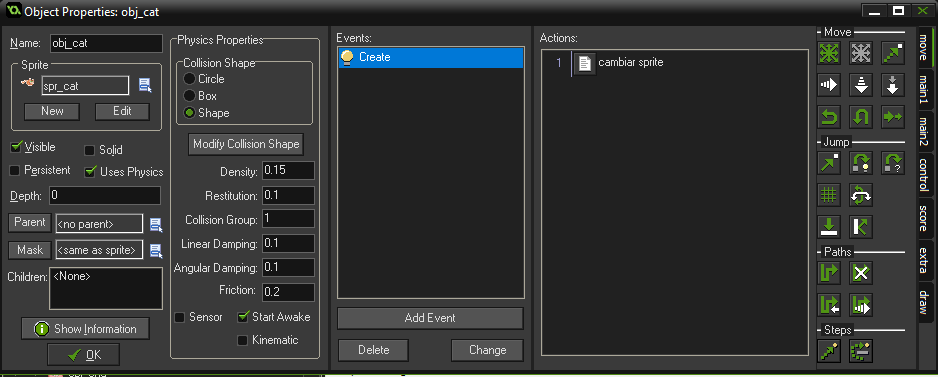 Object Properties: obj_cat
Name: obj_cat
Sprite
spr_cat
New Edit
Visible Solid
Persistent Uses Physics
Depth: 0
Parent <no parent>
Mask <same as sprite>
Children: <None>
Show Information
OK
Physics Properties
Collision Shape
Circle
Box
Shape
Modify Collision Shape
Density: 0.15
Restitution: 0.1
Collision Group: 1
Linear Damping: 0.1
Angular Damping: 0.1
Friction: 0.2
Sensor Start Awake
Kinematic
Events:
Create
Add Event
Delete Change
Actions:
1 cambiar sprite
Move
Jump
Paths
Steps
move
main1
main2
control
score
extra
draw